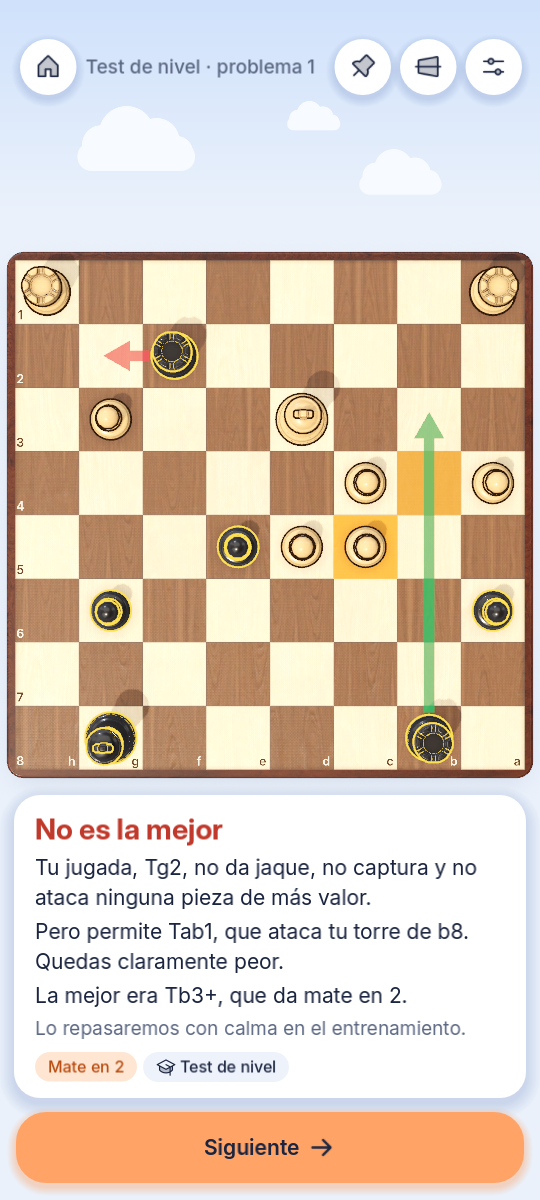 Test de nivel · problema 1
1
2
3
4
5
6
7
8 h g f e d c b a
No es la mejor
Tu jugada, Tg2, no da jaque, no captura y no
ataca ninguna pieza de más valor.
Pero permite Tab1, que ataca tu torre de b8.
Quedas claramente peor.
La mejor era Tb3+, que da mate en 2.
Lo repasaremos con calma en el entrenamiento.
Mate en 2 Test de nivel
Siguiente →